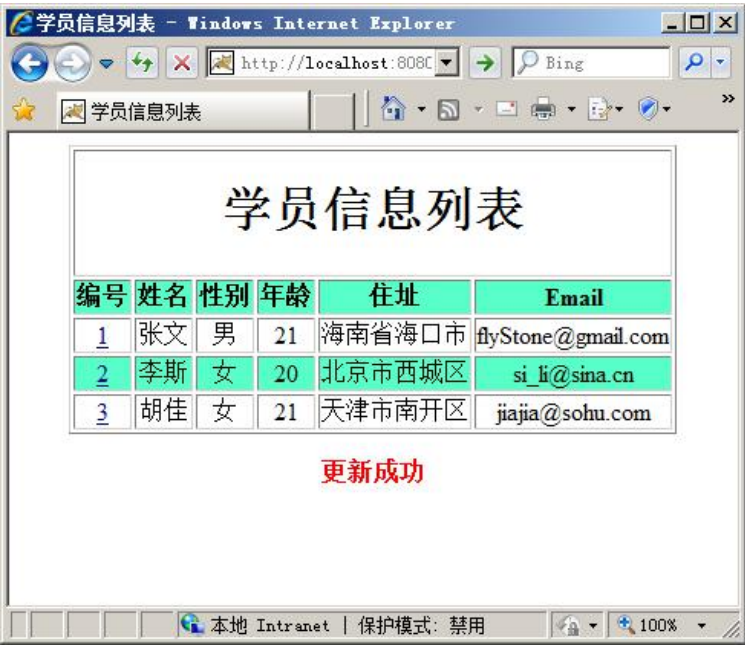 学员信息列表 - Windows Internet Explorer
http://localhost:8080
Bing
学员信息列表
»
学员信息列表
编号 姓名 性别 年龄 住址 Email
1 张文 男 21 海南省海口市 flyStone@gmail.com
2 李斯 女 20 北京市西城区 si_li@sina.cn
3 胡佳 女 21 天津市南开区 jiajia@sohu.com
更新成功
本地 Intranet | 保护模式: 禁用 100%